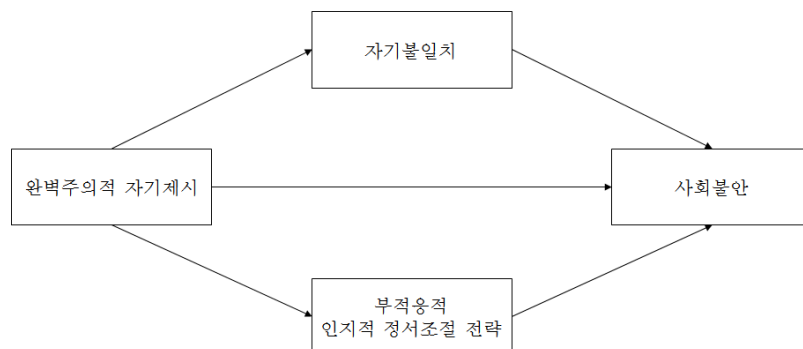 자기불일치
완벽주의적 자기제시
사회불안
부적응적
인지적 정서조절 전략